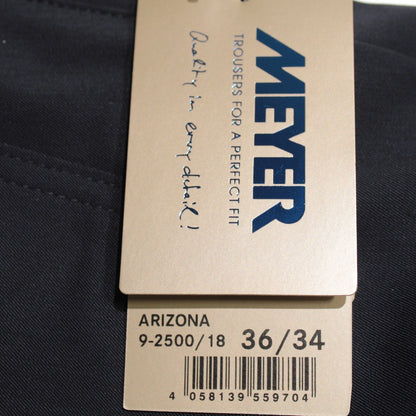 MEYER
TROUSERS FOR A PERFECT FIT
Quality in every detail!
ARIZONA
9-2500/18 36/34
4 058139 559704